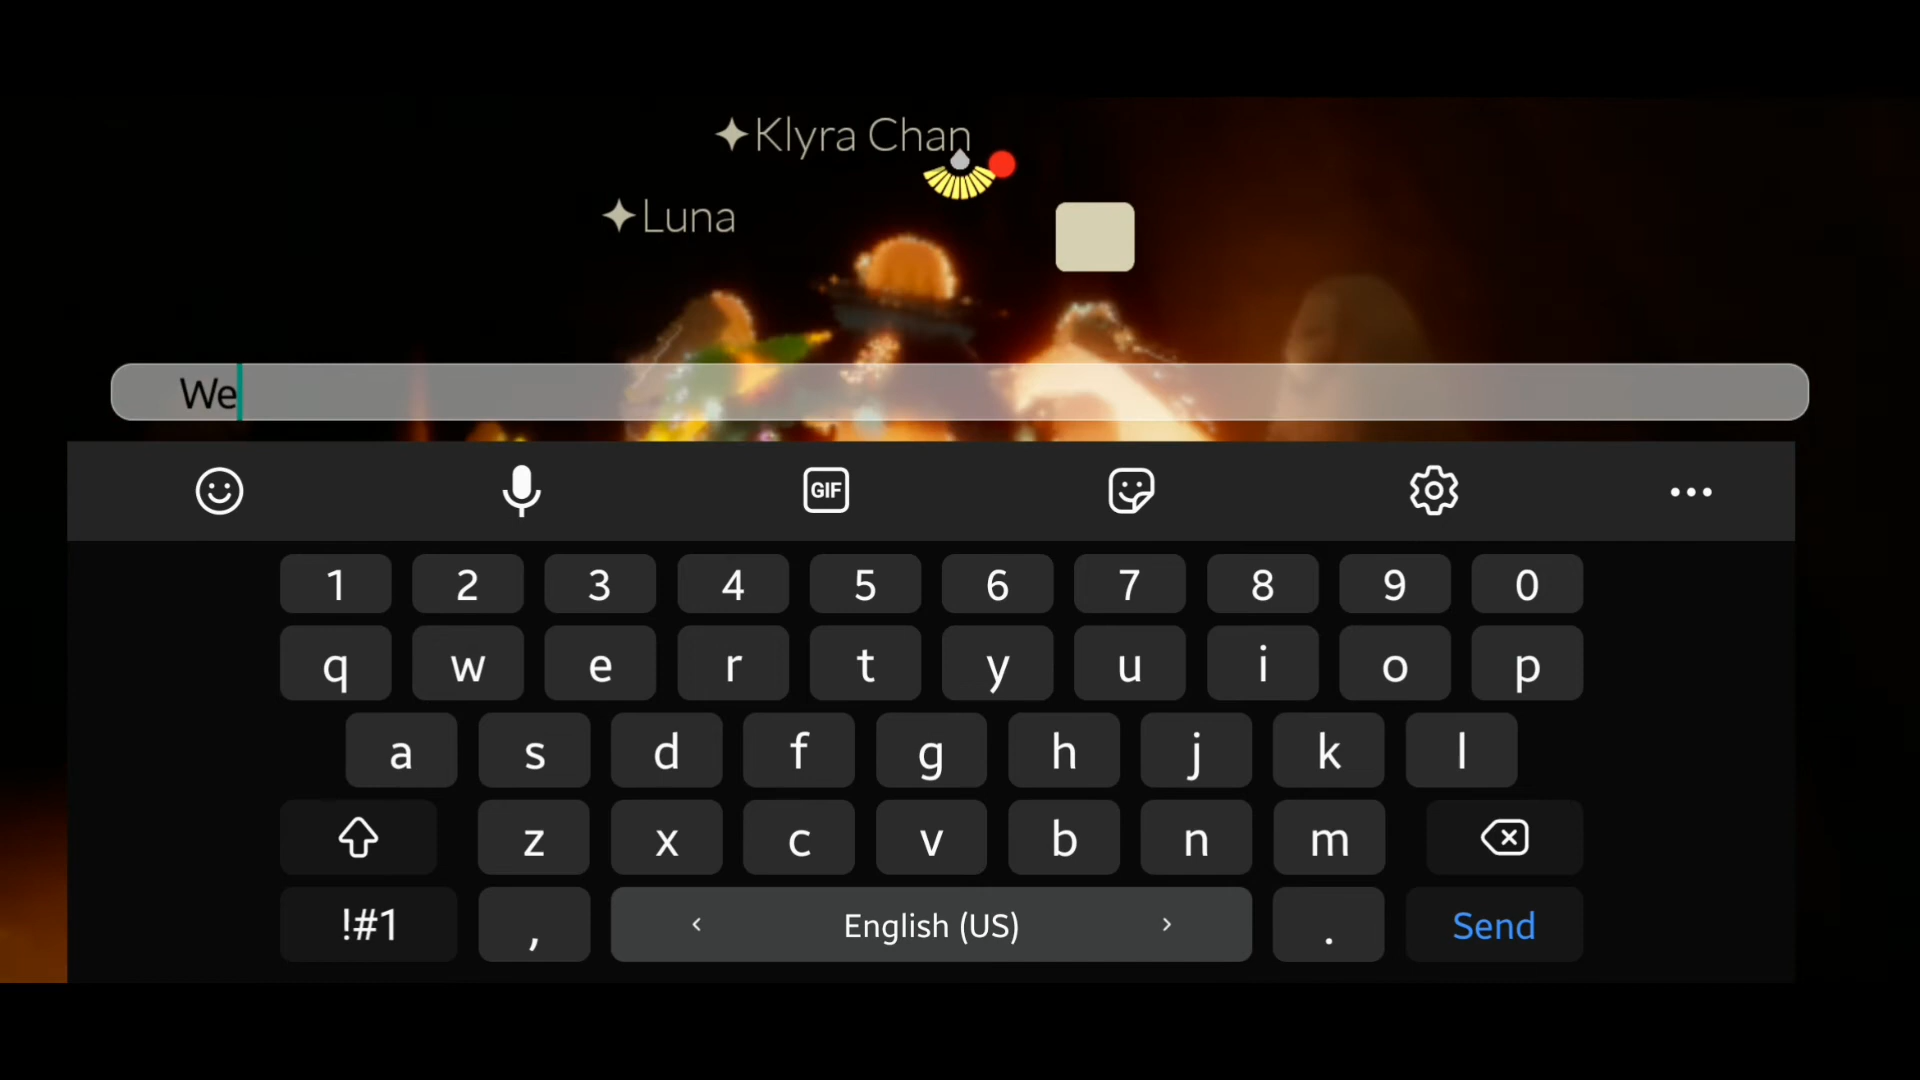 Klyra Chan
Luna
We
GIF
1 2 3 4 5 6 7 8 9 0
q w e r t y u i o p
a s d f g h j k l
z x c v b n m
!#1 , English (US) . Send